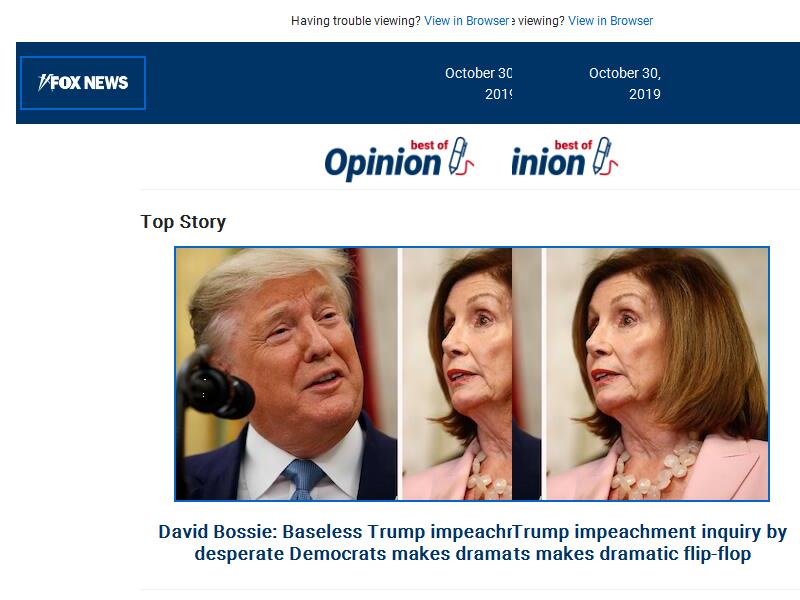 Having trouble viewing? View in Browser e viewing? View in Browser
FOX NEWS
October 30 October 30,
2019 2019
best of best of
Opinion inion
Top Story
David Bossie: Baseless Trump impeachrTrump impeachment inquiry by
desperate Democrats makes dramats makes dramatic flip-flop